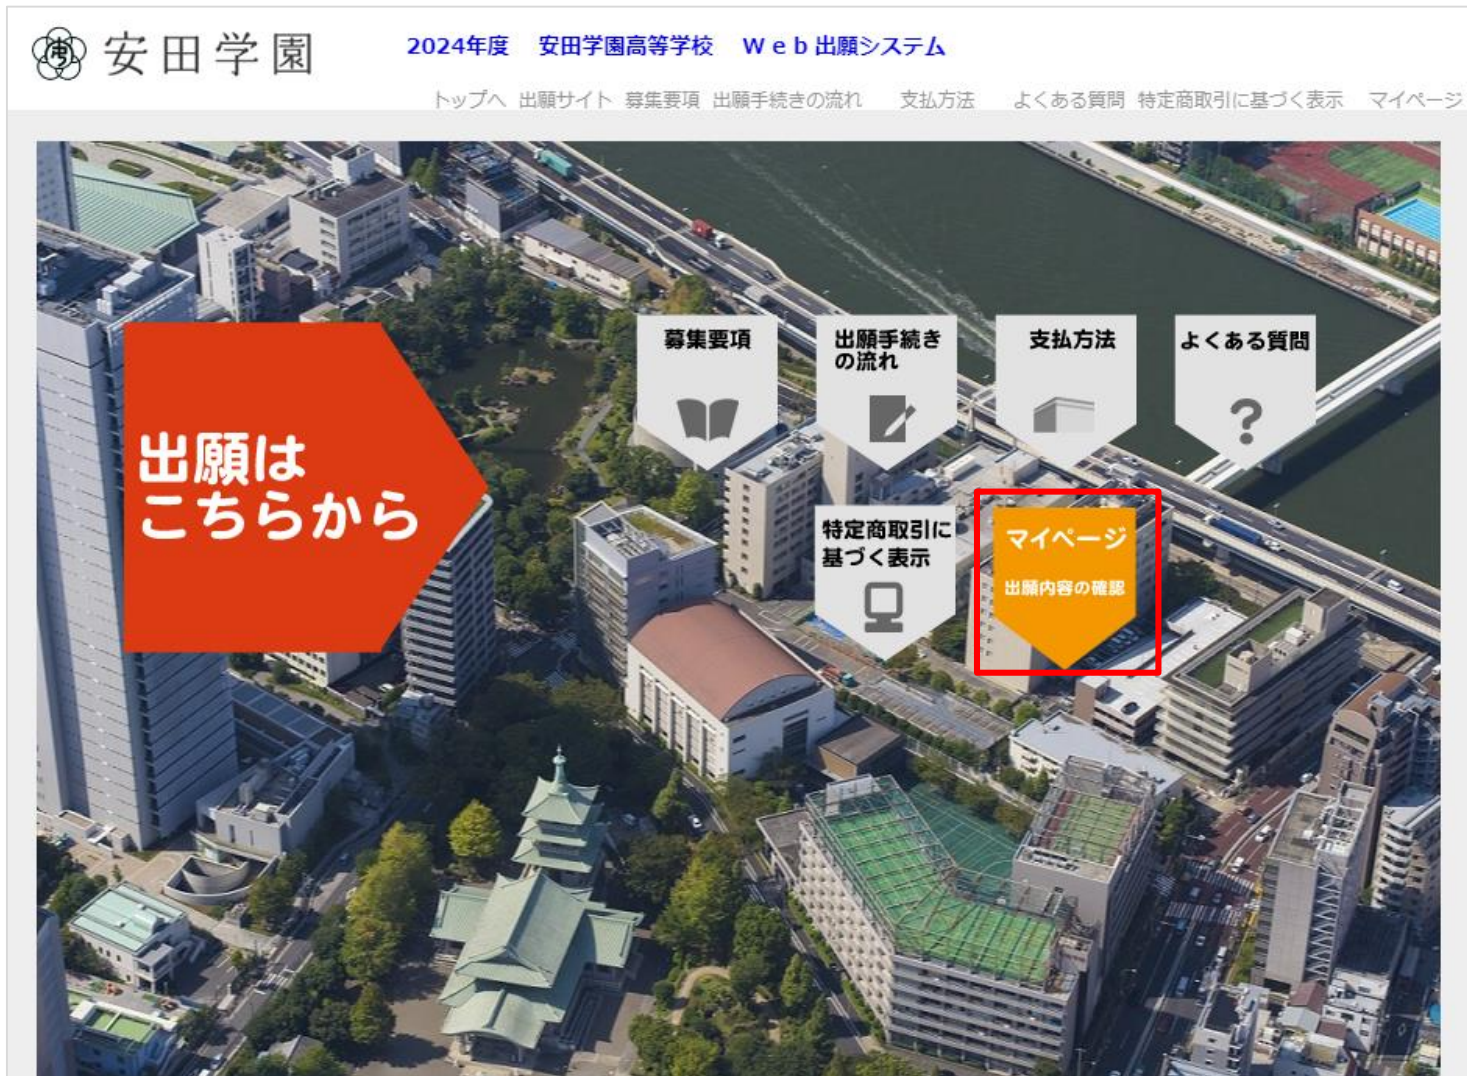 安田学園
2024年度　安田学園高等学校　Ｗｅｂ出願システム
トップへ 出願サイト 募集要項 出願手続きの流れ 支払方法 よくある質問 特定商取引に基づく表示 マイページ
出願は
こちらから
募集要項
出願手続き
の流れ
支払方法
よくある質問
?
特定商取引に
基づく表示
マイページ
出願内容の確認